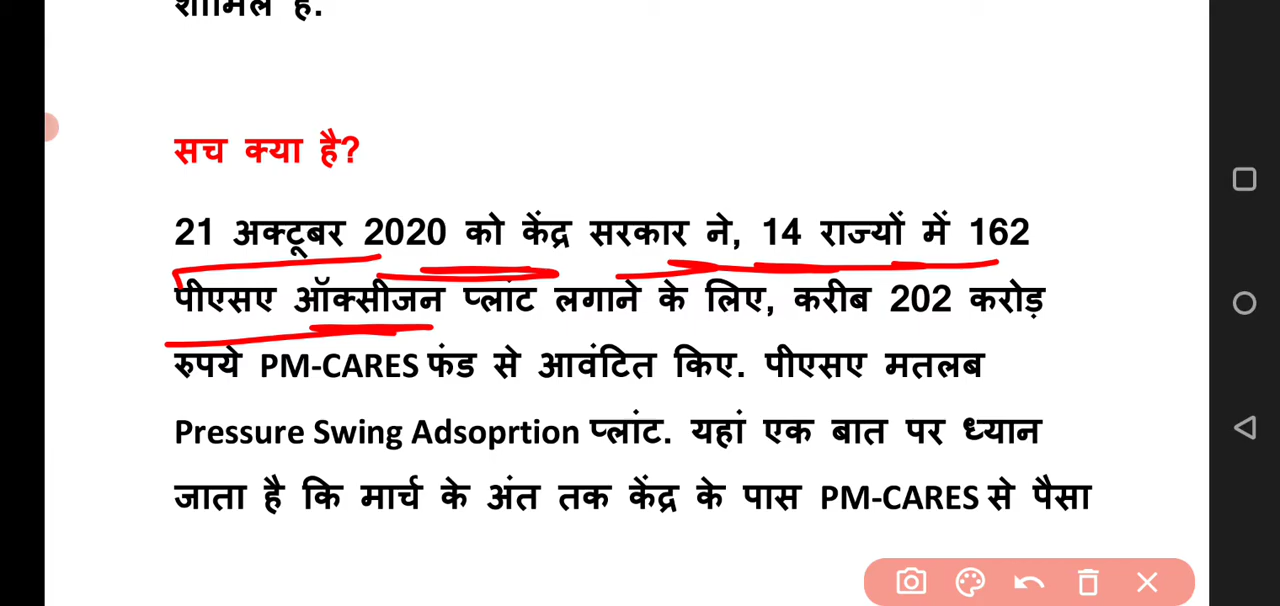 शामिल हैं.
सच क्या है?
21 अक्टूबर 2020 को केंद्र सरकार ने, 14 राज्यों में 162
पीएसए ऑक्सीजन प्लांट लगाने के लिए, करीब 202 करोड़
रुपये PM-CARES फंड से आवंटित किए. पीएसए मतलब
Pressure Swing Adsoprtion प्लांट. यहां एक बात पर ध्यान
जाता है कि मार्च के अंत तक केंद्र के पास PM-CARES से पैसा